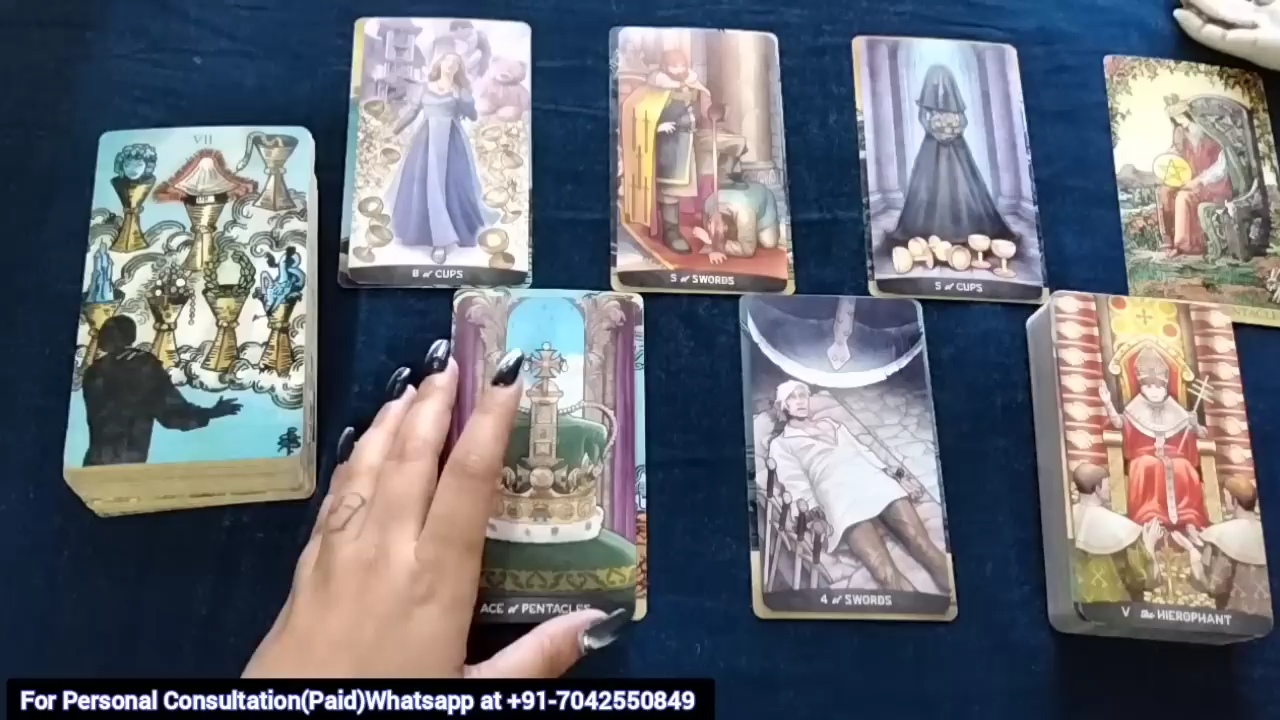 VII
8 of CUPS
5 of SWORDS
5 of CUPS
NTACLE
ACE of PENTACLES
4 of SWORDS
V the HIEROPHANT
For Personal Consultation(Paid)Whatsapp at +91-7042550849